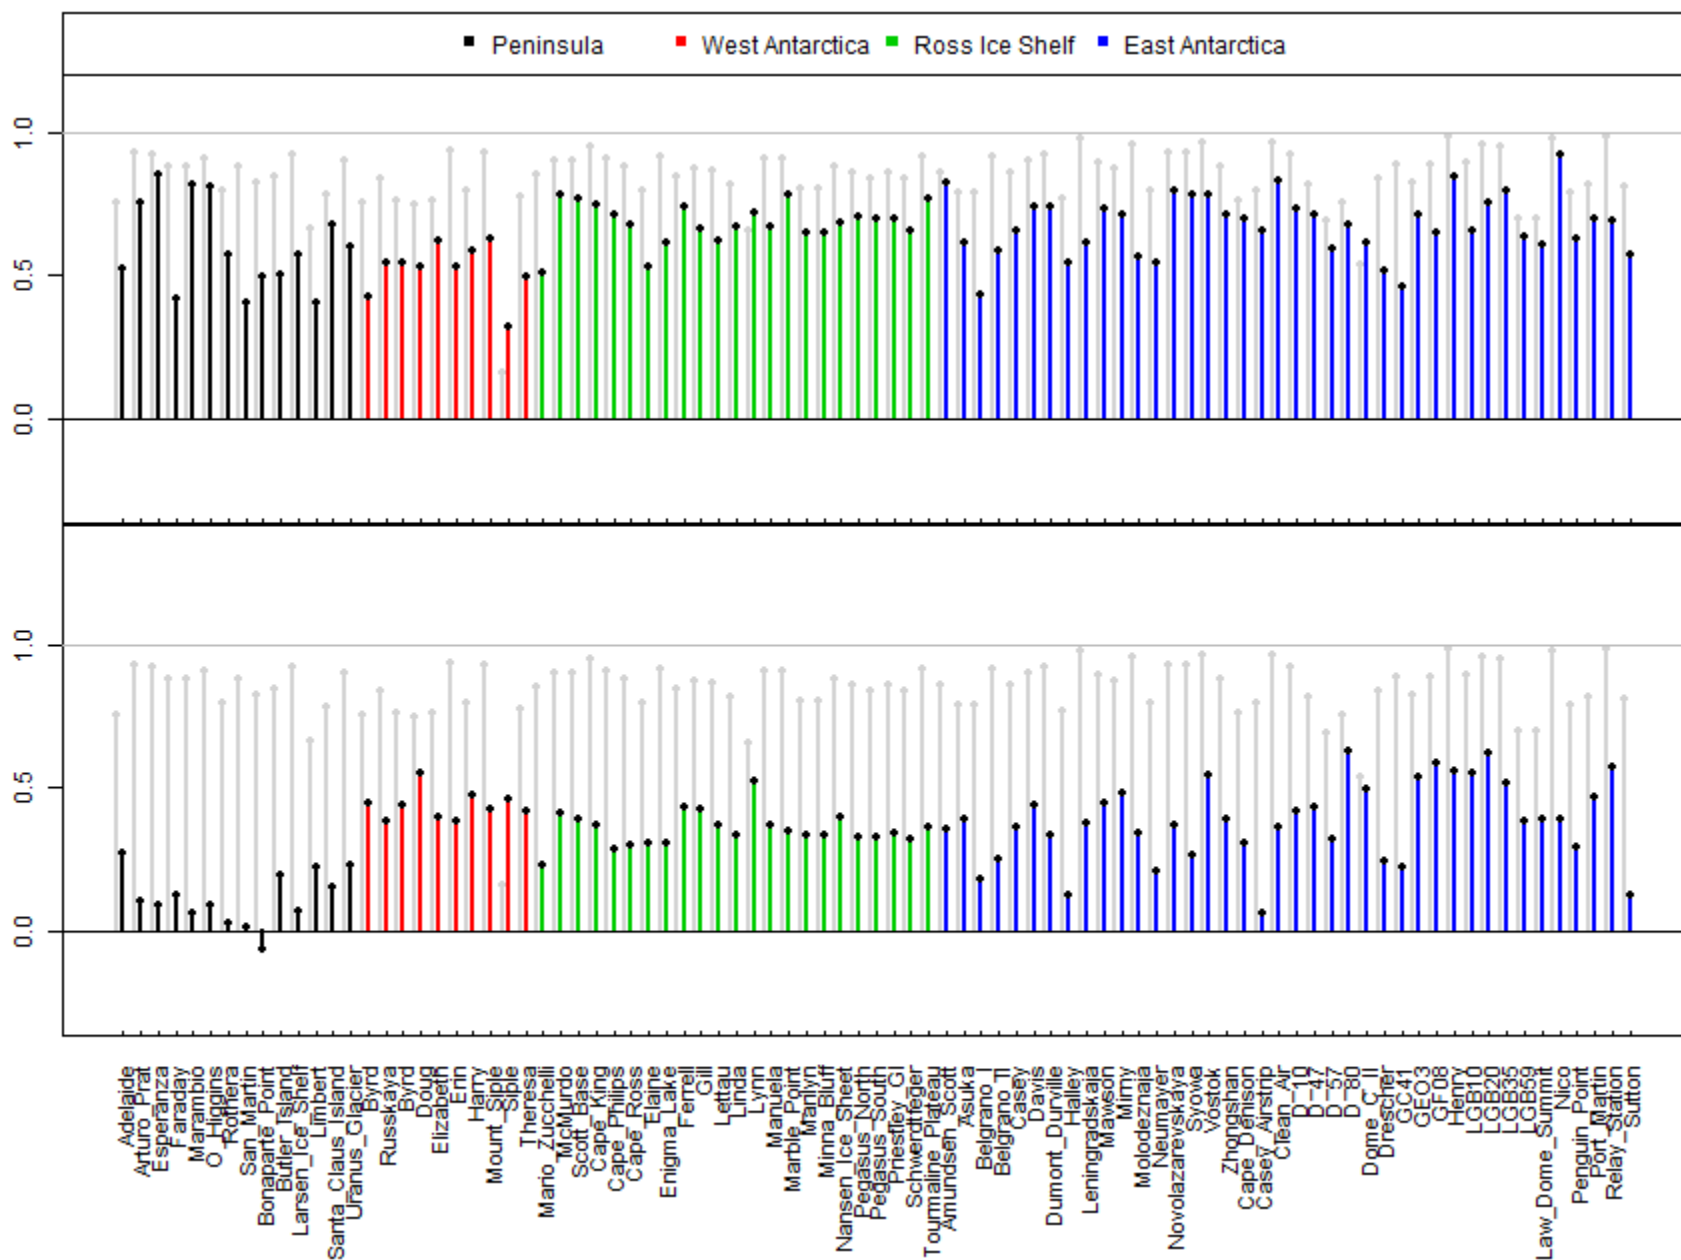 Peninsula
West Antarctica
Ross Ice Shelf
East Antarctica
1.0
0.5
0.0
1.0
0.5
0.0
Adelaide
Arturo_Prat
Esperanza
Faraday
Marambio
O_Higgins
Rothera
San_Martin
Bonaparte_Point
Butler_Island
Larsen_Ice_Shelf
Limbert
Santa_Claus_Island
Uranus_Glacier
Byrd
Russkaya
Byrd
Doug
Elizabeth
Erin
Harry
Mount_Siple
Siple
Theresa
Mario_Zucchelli
McMurdo
Scott_Base
Cape_King
Cape_Philips
Cape_Ross
Elaine
Enigma_Lake
Ferrell
Gill
Lettau
Linda
Lynn
Manuela
Marble_Point
Marilyn
Minna_Bluff
Nansen_Ice_Sheet
Pegasus_North
Pegasus_South
Priestley_Gl
Schwerdtfeger
Tourmaline_Plateau
Amundsen_Scott
Asuka
Belgrano_I
Belgrano_II
Casey
Davis
Dumont_Durville
Halley
Leningradskaja
Mawson
Mirny
Molodeznaja
Neumayer
Novolazarevskaya
Syowa
Vostok
Zhongshan
Cape_Denison
Casey_Airstrip
Clean_Air
D_10
D_47
D_57
D_80
Dome_C_II
Drescher
GC41
GEO3
GF08
Henry
LGB10
LGB20
LGB35
LGB59
Law_Dome_Summit
Nico
Penguin_Point
Port_Martin
Relay_Station
Sutton